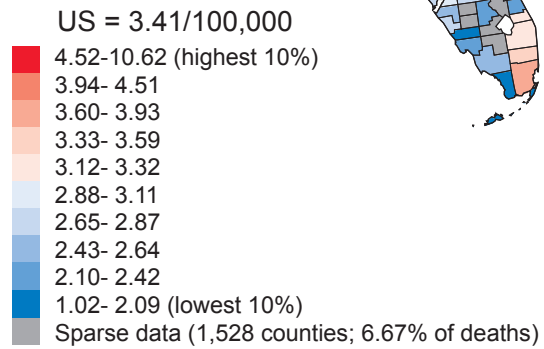 US = 3.41/100,000
4.52-10.62 (highest 10%)
3.94- 4.51
3.60- 3.93
3.33- 3.59
3.12- 3.32
2.88- 3.11
2.65- 2.87
2.43- 2.64
2.10- 2.42
1.02- 2.09 (lowest 10%)
Sparse data (1,528 counties; 6.67% of deaths)